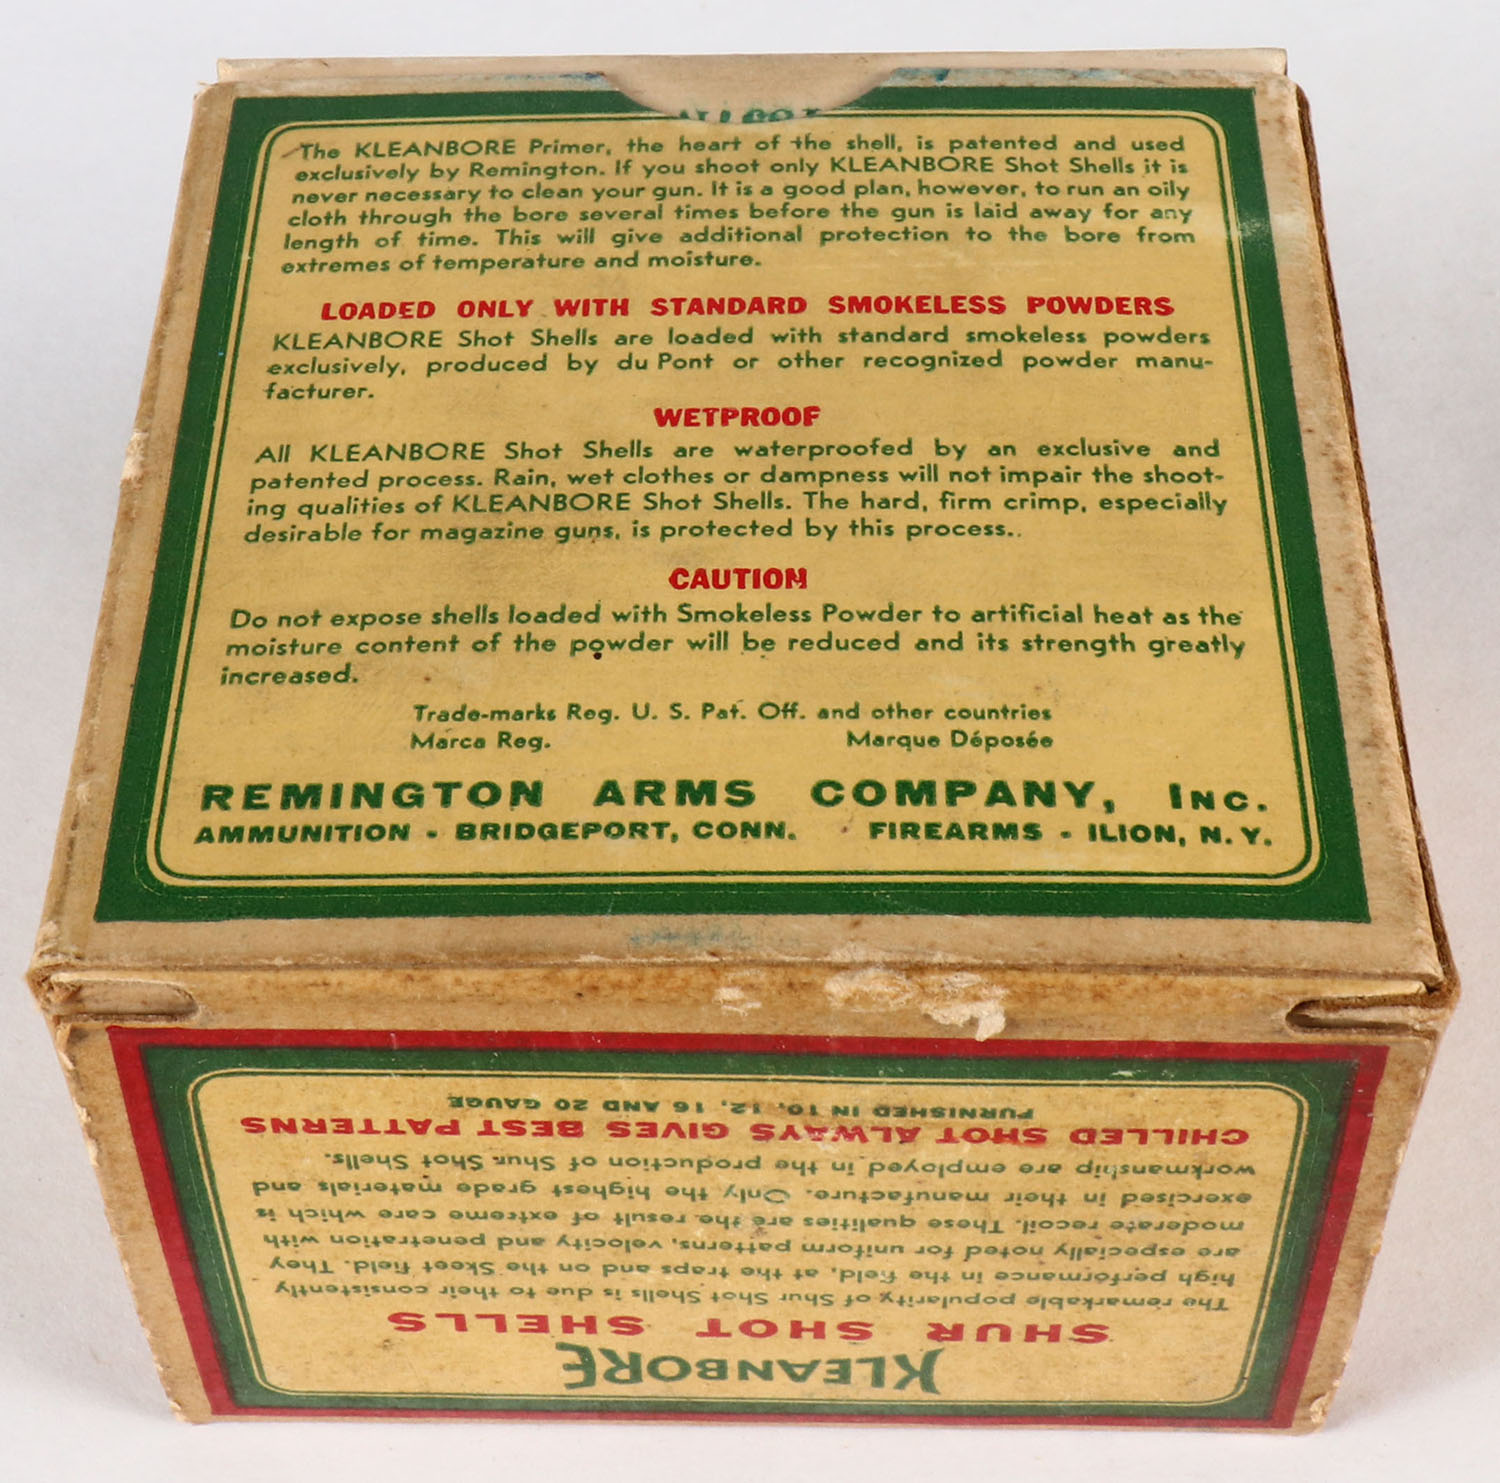 The KLEANBORE Primer, the heart of the shell, is patented and used
exclusively by Remington. If you shoot only KLEANBORE Shot Shells it is
never necessary to clean your gun. It is a good plan, however, to run an oily
cloth through the bore several times before the gun is laid away for any
length of time. This will give additional protection to the bore from
extremes of temperature and moisture.
LOADED ONLY WITH STANDARD SMOKELESS POWDERS
KLEANBORE Shot Shells are loaded with standard smokeless powders
exclusively, produced by du Pont or other recognized powder manu-
facturer.
WETPROOF
All KLEANBORE Shot Shells are waterproofed by an exclusive and
patented process. Rain, wet clothes or dampness will not impair the shoot-
ing qualities of KLEANBORE Shot Shells. The hard, firm crimp, especially
desirable for magazine guns, is protected by this process..
CAUTION
Do not expose shells loaded with Smokeless Powder to artificial heat as the
moisture content of the powder will be reduced and its strength greatly
increased.
Trade-marks Reg. U. S. Pat. Off. and other countries
Marca Reg. Marque Déposée
REMINGTON ARMS COMPANY, INC.
AMMUNITION - BRIDGEPORT, CONN. FIREARMS - ILION, N. Y.
KLEANBORE
SHUR SHOT SHELLS
The remarkable popularity of Shur Shot Shells is due to their consistently
high performance in the field, at the traps and on the Skeet field. They
are especially noted for uniform patterns, velocity and penetration with
moderate recoil. These qualities are the result of extreme care which is
exercised in their manufacture. Only the highest grade materials and
workmanship are employed in the production of Shur Shot Shells.
CHILLED SHOT ALWAYS GIVES BEST PATTERNS
FURNISHED IN 10, 12, 16 AND 20 GAUGE